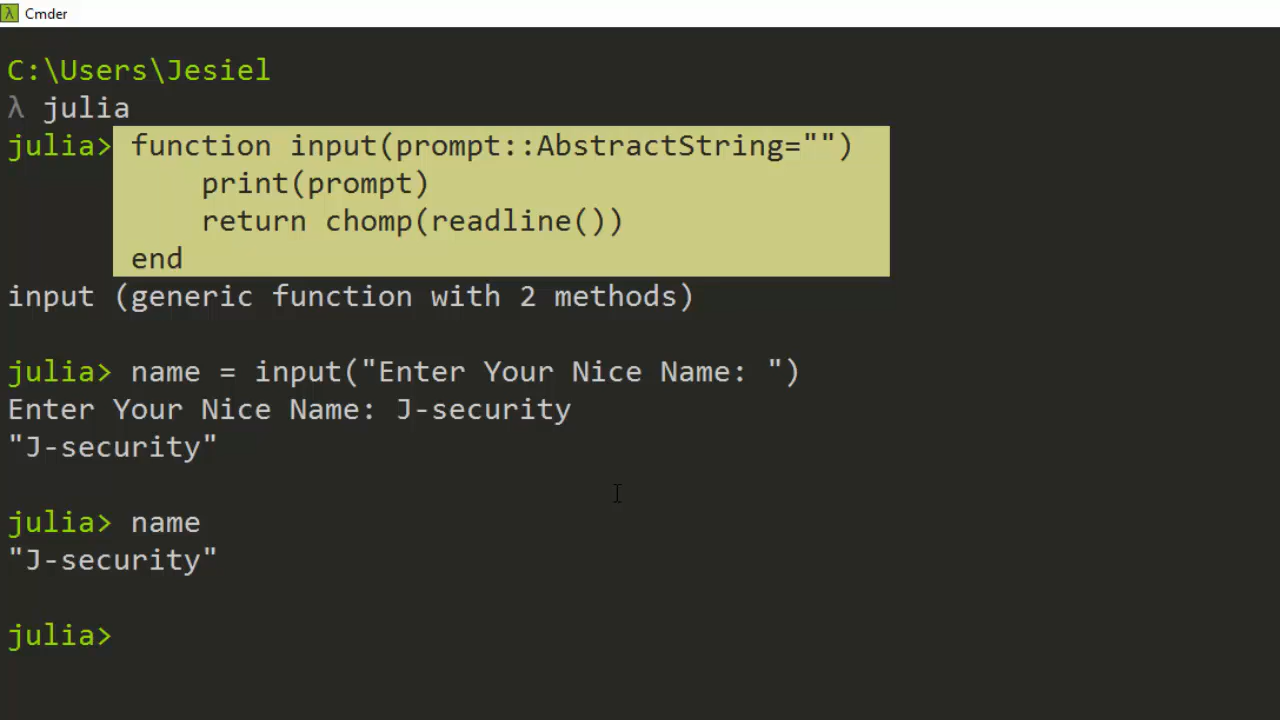 λ Cmder
C:\Users\Jesiel
λ julia
julia> function input(prompt::AbstractString="")
           print(prompt)
           return chomp(readline())
       end
input (generic function with 2 methods)
julia> name = input("Enter Your Nice Name: ")
Enter Your Nice Name: J-security
"J-security"
julia> name
"J-security"
julia>